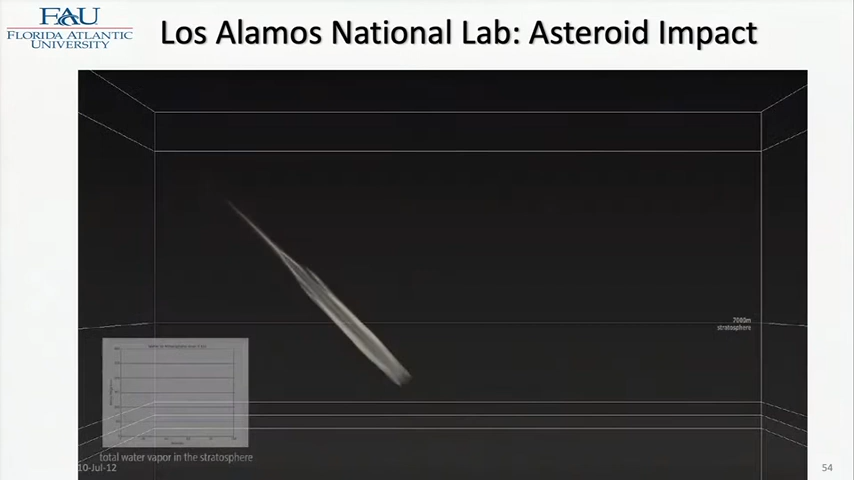 FAU
FLORIDA ATLANTIC
UNIVERSITY
Los Alamos National Lab: Asteroid Impact
7000m
stratosphere
total water vapor in the stratosphere
10-Jul-12
54